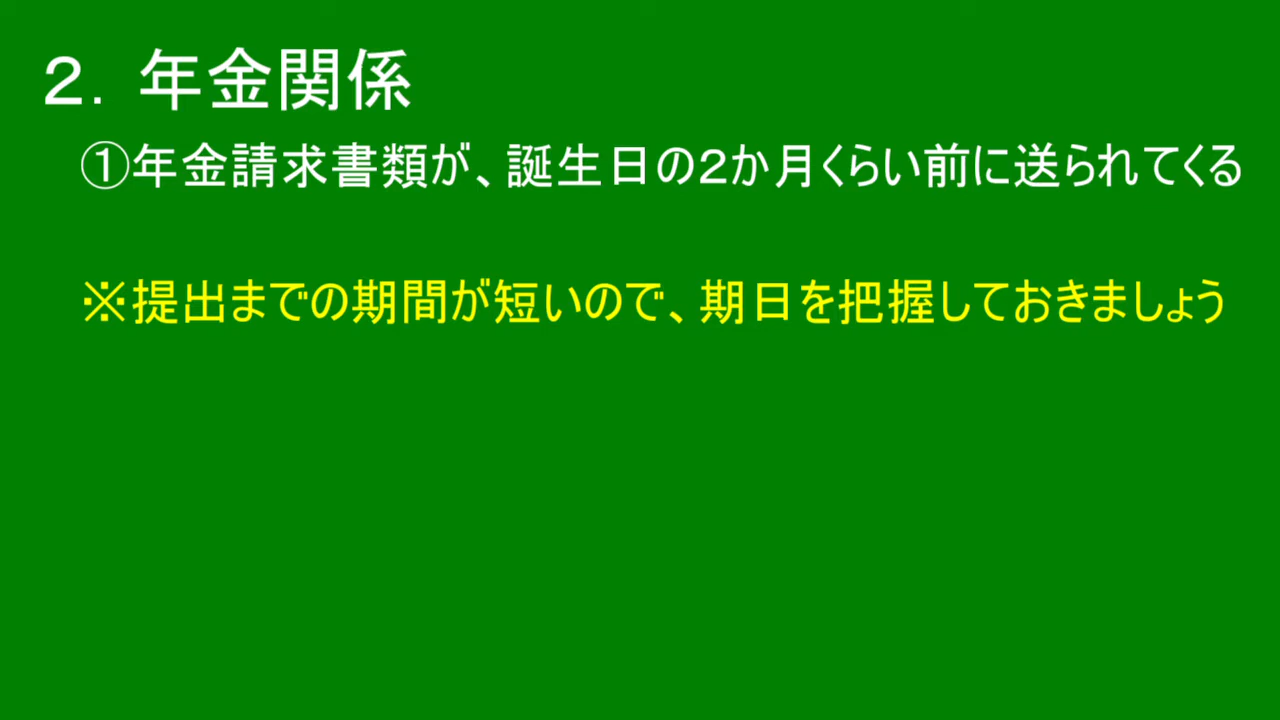 ２．年金関係
①年金請求書類が、誕生日の２か月くらい前に送られてくる
※提出までの期間が短いので、期日を把握しておきましょう